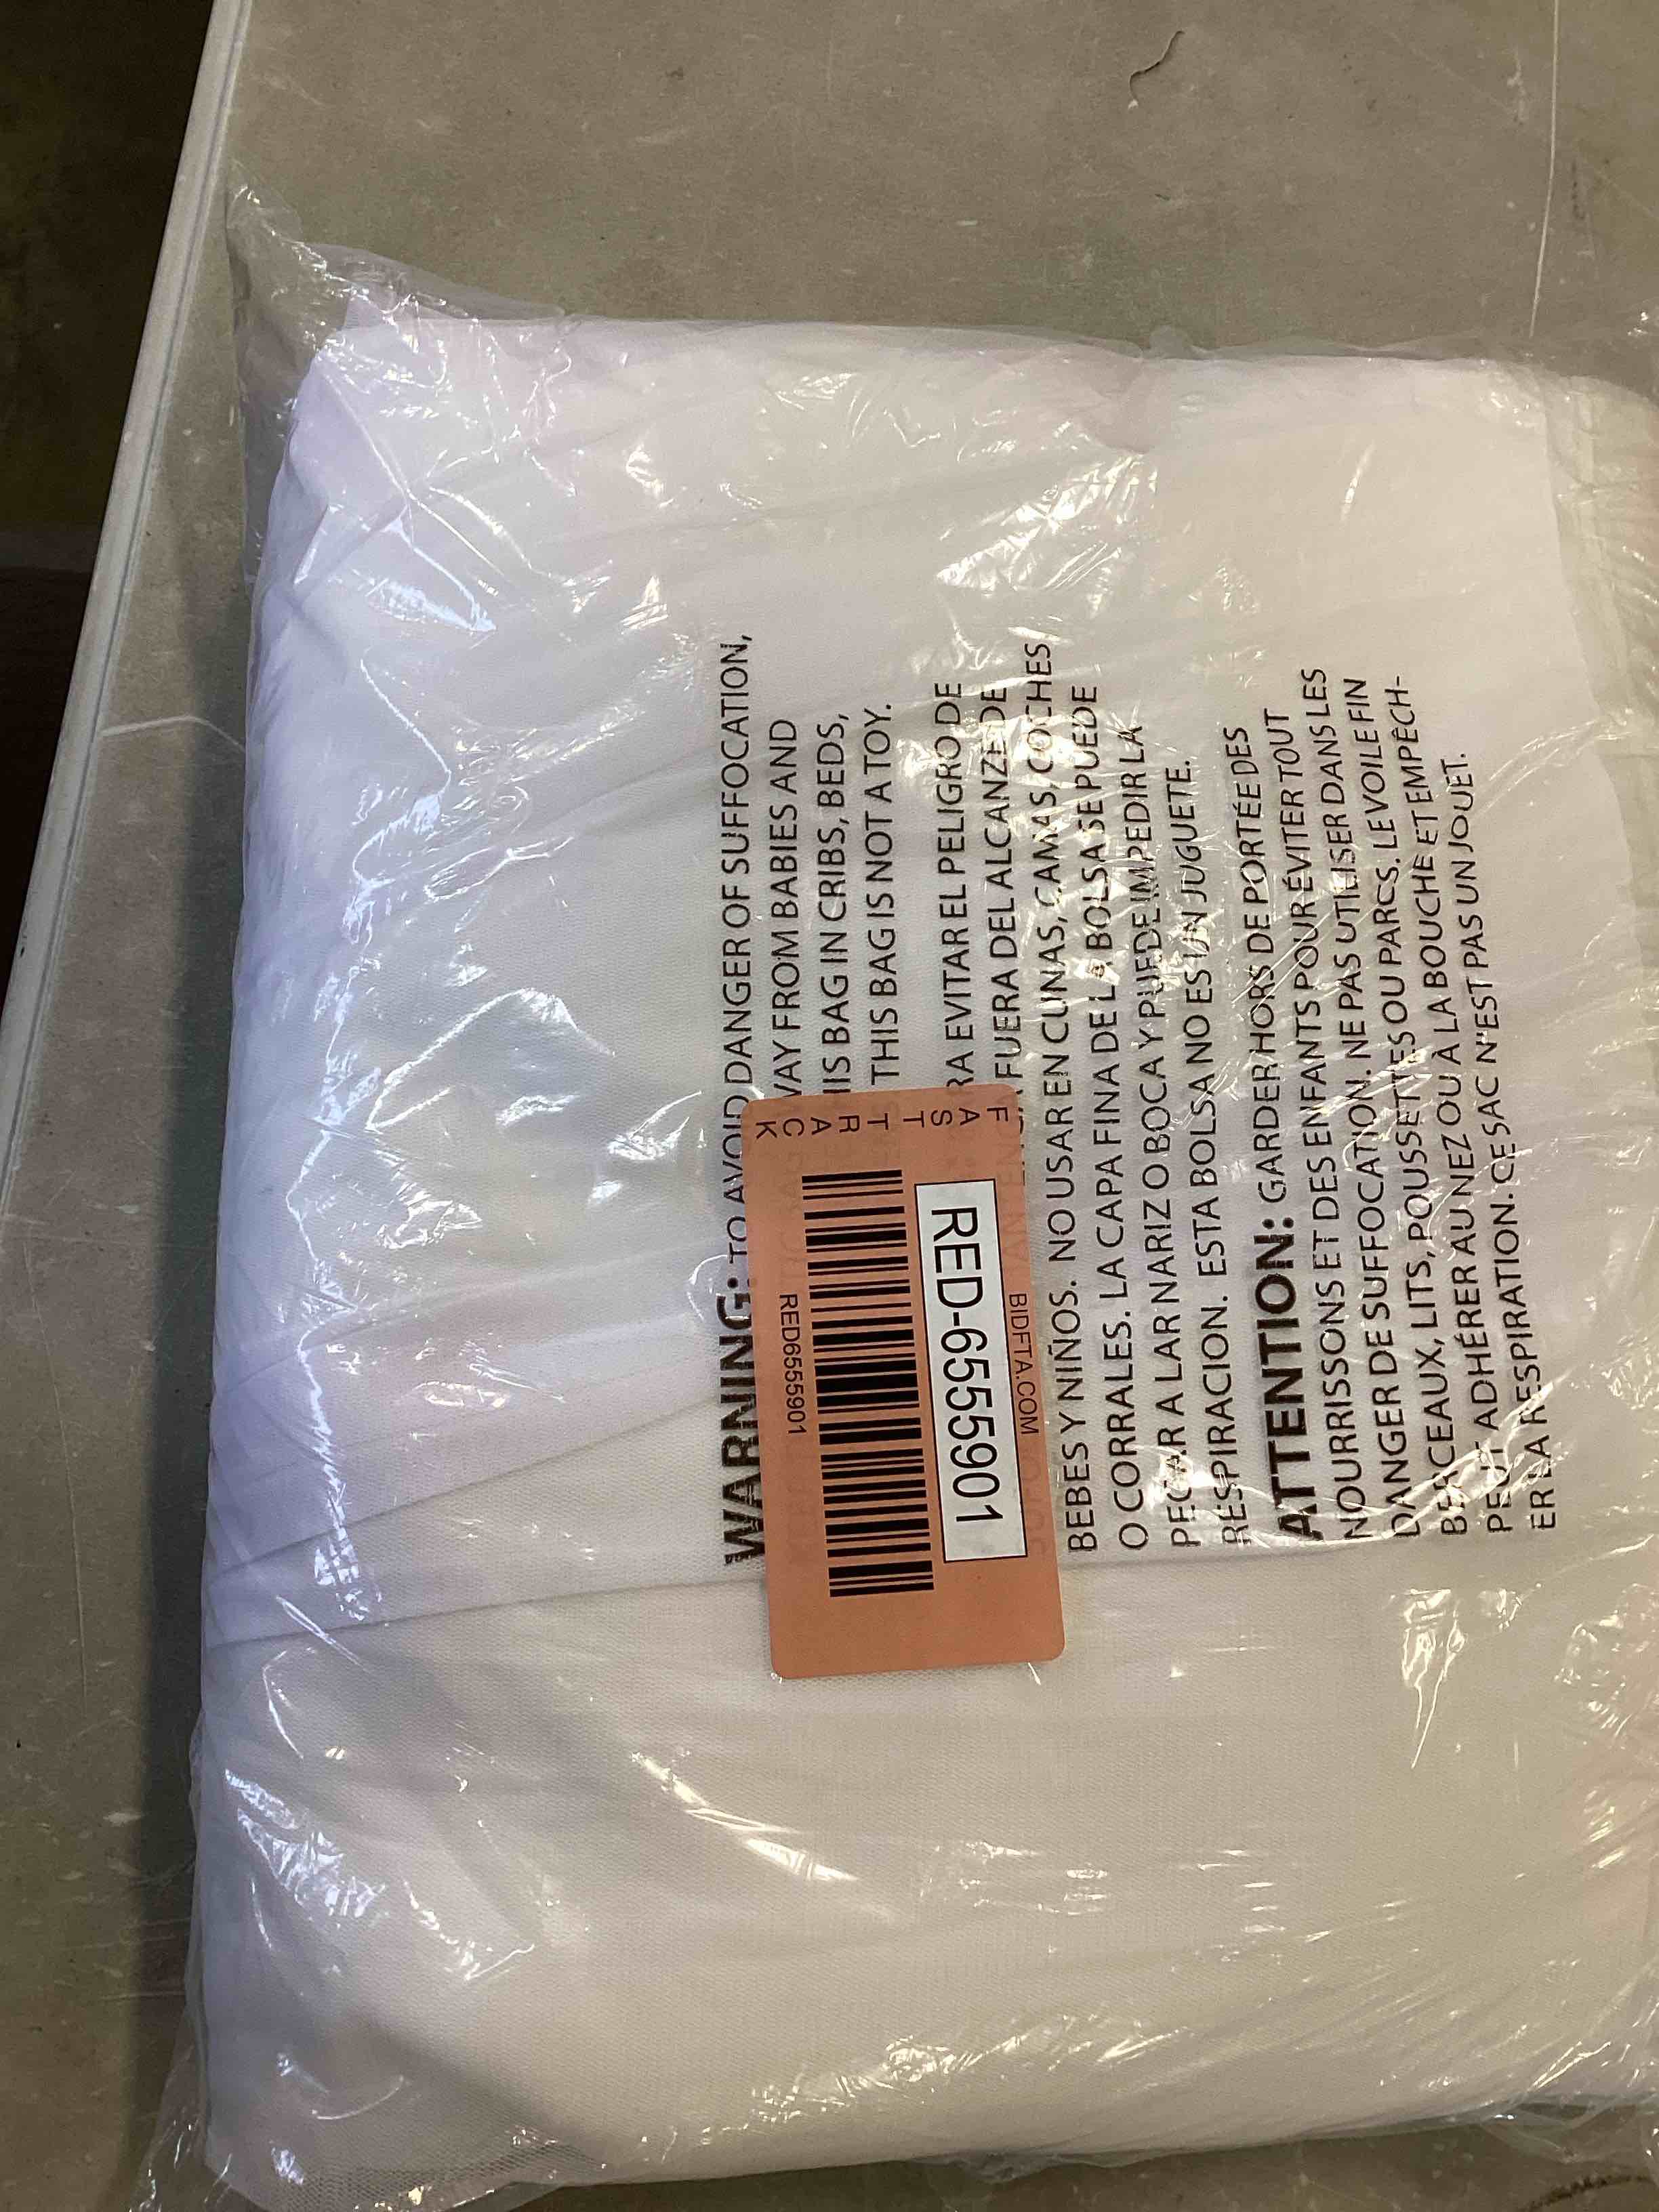 WARNING: TO AVOID DANGER OF SUFFOCATION,
WAY FROM BABIES AND
IS BAG IN CRIBS, BEDS,
THIS BAG IS NOT A TOY.
RA EVITAR EL PELIGRO DE
FUERA DEL ALCANZE DE
BEBES Y NIÑOS. NO USAR EN CUNAS, CAMAS, COCHES
O CORRALES. LA CAPA FINA DE LA BOLSA SE PUEDE
PEGAR A LAR NARIZ O BOCA Y PUEDE IMPEDIR LA
RESPIRACION. ESTA BOLSA NO ES UN JUGUETE.
ATTENTION: GARDER HORS DE PORTÉE DES
NOURRISSONS ET DES ENFANTS POUR ÉVITER TOUT
DANGER DE SUFFOCATION. NE PAS UTILISER DANS LES
BERCEAUX, LITS, POUSSETTES OU PARCS. LE VOILE FIN
PEUT ADHÉRER AU NEZ OU À LA BOUCHE ET EMPÊCH-
ER LA RESPIRATION. CE SAC N'EST PAS UN JOUET.
FAST TRACK
BIDFTA.COM
RED-6555901
RED6555901